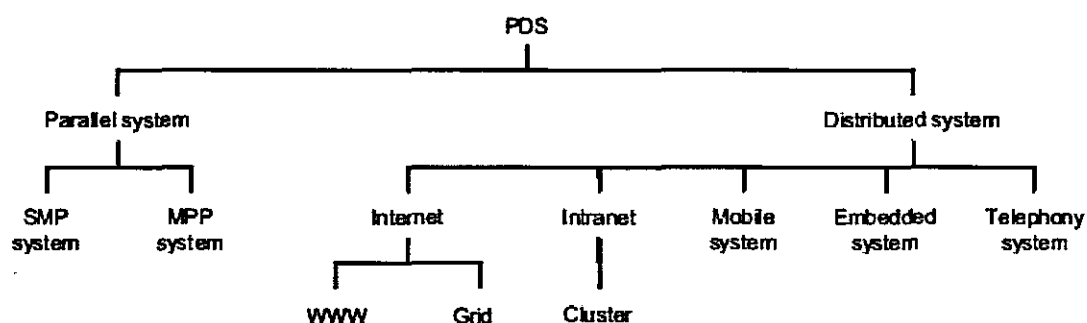 PDS
Parallel system
Distributed system
SMP
system
MPP
system
Internet
Intranet
Mobile
system
Embedded
system
Telephony
system
WWW
Grid
Cluster